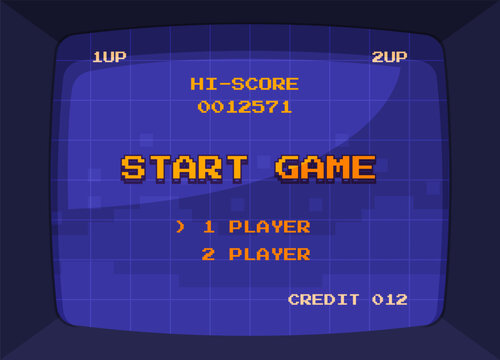 1UP 2UP
HI-SCORE
0012571
START GAME
) 1 PLAYER
2 PLAYER
CREDIT 012